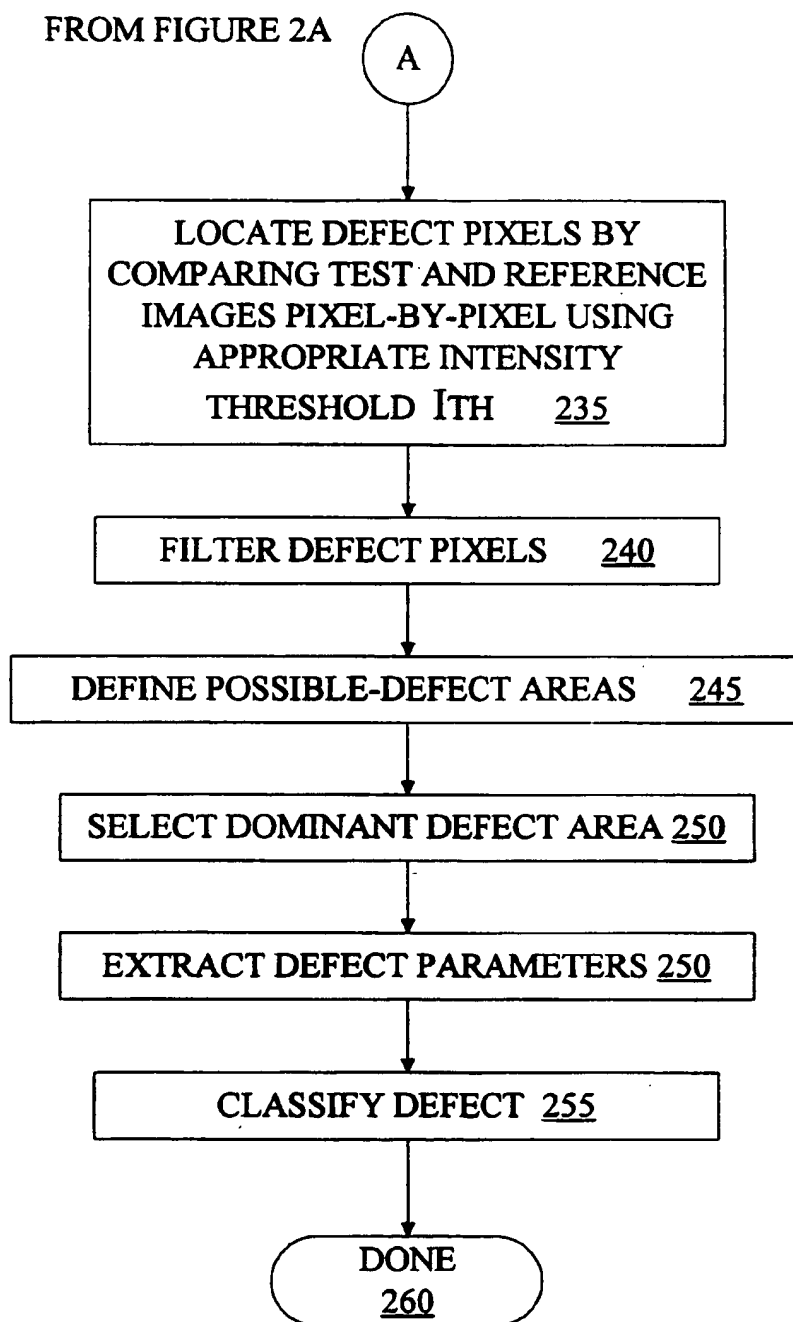 FROM FIGURE 2A
A
LOCATE DEFECT PIXELS BY
COMPARING TEST AND REFERENCE
IMAGES PIXEL-BY-PIXEL USING
APPROPRIATE INTENSITY
THRESHOLD ITH 235
FILTER DEFECT PIXELS 240
DEFINE POSSIBLE-DEFECT AREAS 245
SELECT DOMINANT DEFECT AREA 250
EXTRACT DEFECT PARAMETERS 250
CLASSIFY DEFECT 255
DONE
260